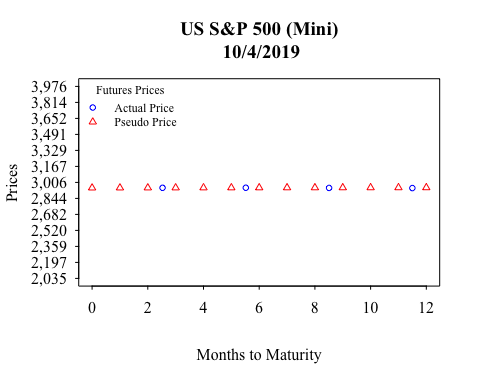 US S&P 500 (Mini)
10/4/2019
Futures Prices
Actual Price
Pseudo Price
Prices
3,976
3,814
3,652
3,491
3,329
3,167
3,006
2,844
2,682
2,520
2,359
2,197
2,035
0 2 4 6 8 10 12
Months to Maturity